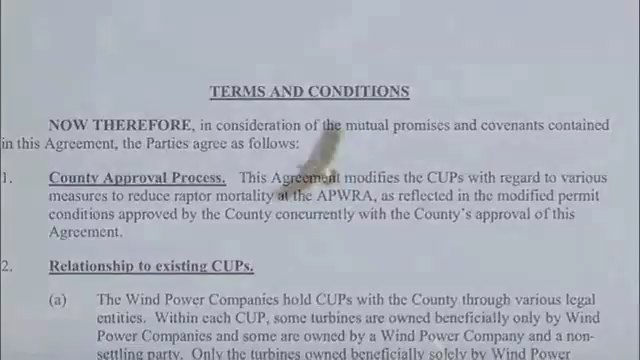 TERMS AND CONDITIONS
NOW THEREFORE, in consideration of the mutual promises and covenants contained
in this Agreement, the Parties agree as follows:
1. County Approval Process. This Agreement modifies the CUPs with regard to various
measures to reduce raptor mortality at the APWRA, as reflected in the modified permit
conditions approved by the County concurrently with the County's approval of this
Agreement.
2. Relationship to existing CUPs.
(a) The Wind Power Companies hold CUPs with the County through various legal
entities. Within each CUP, some turbines are owned beneficially only by Wind
Power Companies and some are owned by a Wind Power Company and a non-
settling party. Only the turbines owned beneficially solely by Wind Power